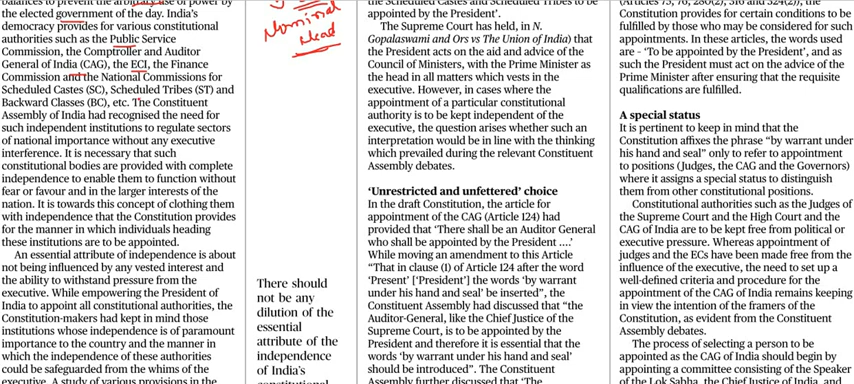 balances to prevent the arbitrary use of power by
the elected government of the day. India’s
democracy provides for various constitutional
authorities such as the Public Service
Commission, the Comptroller and Auditor
General of India (CAG), the ECI, the Finance
Commission and the National Commissions for
Scheduled Castes (SC), Scheduled Tribes (ST) and
Backward Classes (BC), etc. The Constituent
Assembly of India had recognised the need for
such independent institutions to regulate sectors
of national importance without any executive
interference. It is necessary that such
constitutional bodies are provided with complete
independence to enable them to function without
fear or favour and in the larger interests of the
nation. It is towards this concept of clothing them
with independence that the Constitution provides
for the manner in which individuals heading
these institutions are to be appointed.
An essential attribute of independence is about
not being influenced by any vested interest and
the ability to withstand pressure from the
executive. While empowering the President of
India to appoint all constitutional authorities, the
Constitution-makers had kept in mind those
institutions whose independence is of paramount
importance to the country and the manner in
which the independence of these authorities
could be safeguarded from the whims of the
executive. A study of various provisions in the
Nominal
Head
There should
not be any
dilution of the
essential
attribute of the
independence
of India’s
constitutional
the Scheduled Castes and Scheduled Tribes to be
appointed by the President’.
The Supreme Court has held, in N.
Gopalaswami and Ors vs The Union of India) that
the President acts on the aid and advice of the
Council of Ministers, with the Prime Minister as
the head in all matters which vests in the
executive. However, in cases where the
appointment of a particular constitutional
authority is to be kept independent of the
executive, the question arises whether such an
interpretation would be in line with the thinking
which prevailed during the relevant Constituent
Assembly debates.
‘Unrestricted and unfettered’ choice
In the draft Constitution, the article for
appointment of the CAG (Article 124) had
provided that ‘There shall be an Auditor General
who shall be appointed by the President ....’
While moving an amendment to this Article
“That in clause (1) of Article 124 after the word
‘Present’ [‘President’] the words ‘by warrant
under his hand and seal’ be inserted”, the
Constituent Assembly had discussed that “the
Auditor-General, like the Chief Justice of the
Supreme Court, is to be appointed by the
President and therefore it is essential that the
words ‘by warrant under his hand and seal’
should be introduced”. The Constituent
Assembly further discussed that ‘The
(Articles 75, 76, 280(2), 316 and 324(2)), the
Constitution provides for certain conditions to be
fulfilled by those who may be considered for such
appointments. In these articles, the words used
are – ‘To be appointed by the President’, and as
such the President must act on the advice of the
Prime Minister after ensuring that the requisite
qualifications are fulfilled.
A special status
It is pertinent to keep in mind that the
Constitution affixes the phrase “by warrant under
his hand and seal” only to refer to appointment
to positions (Judges, the CAG and the Governors)
where it assigns a special status to distinguish
them from other constitutional positions.
Constitutional authorities such as the Judges of
the Supreme Court and the High Court and the
CAG of India are to be kept free from political or
executive pressure. Whereas appointment of
judges and the ECs have been made free from the
influence of the executive, the need to set up a
well-defined criteria and procedure for the
appointment of the CAG of India remains keeping
in view the intention of the framers of the
Constitution, as evident from the Constituent
Assembly debates.
The process of selecting a person to be
appointed as the CAG of India should begin by
appointing a committee consisting of the Speaker
of the Lok Sabha, the Chief Justice of India, and